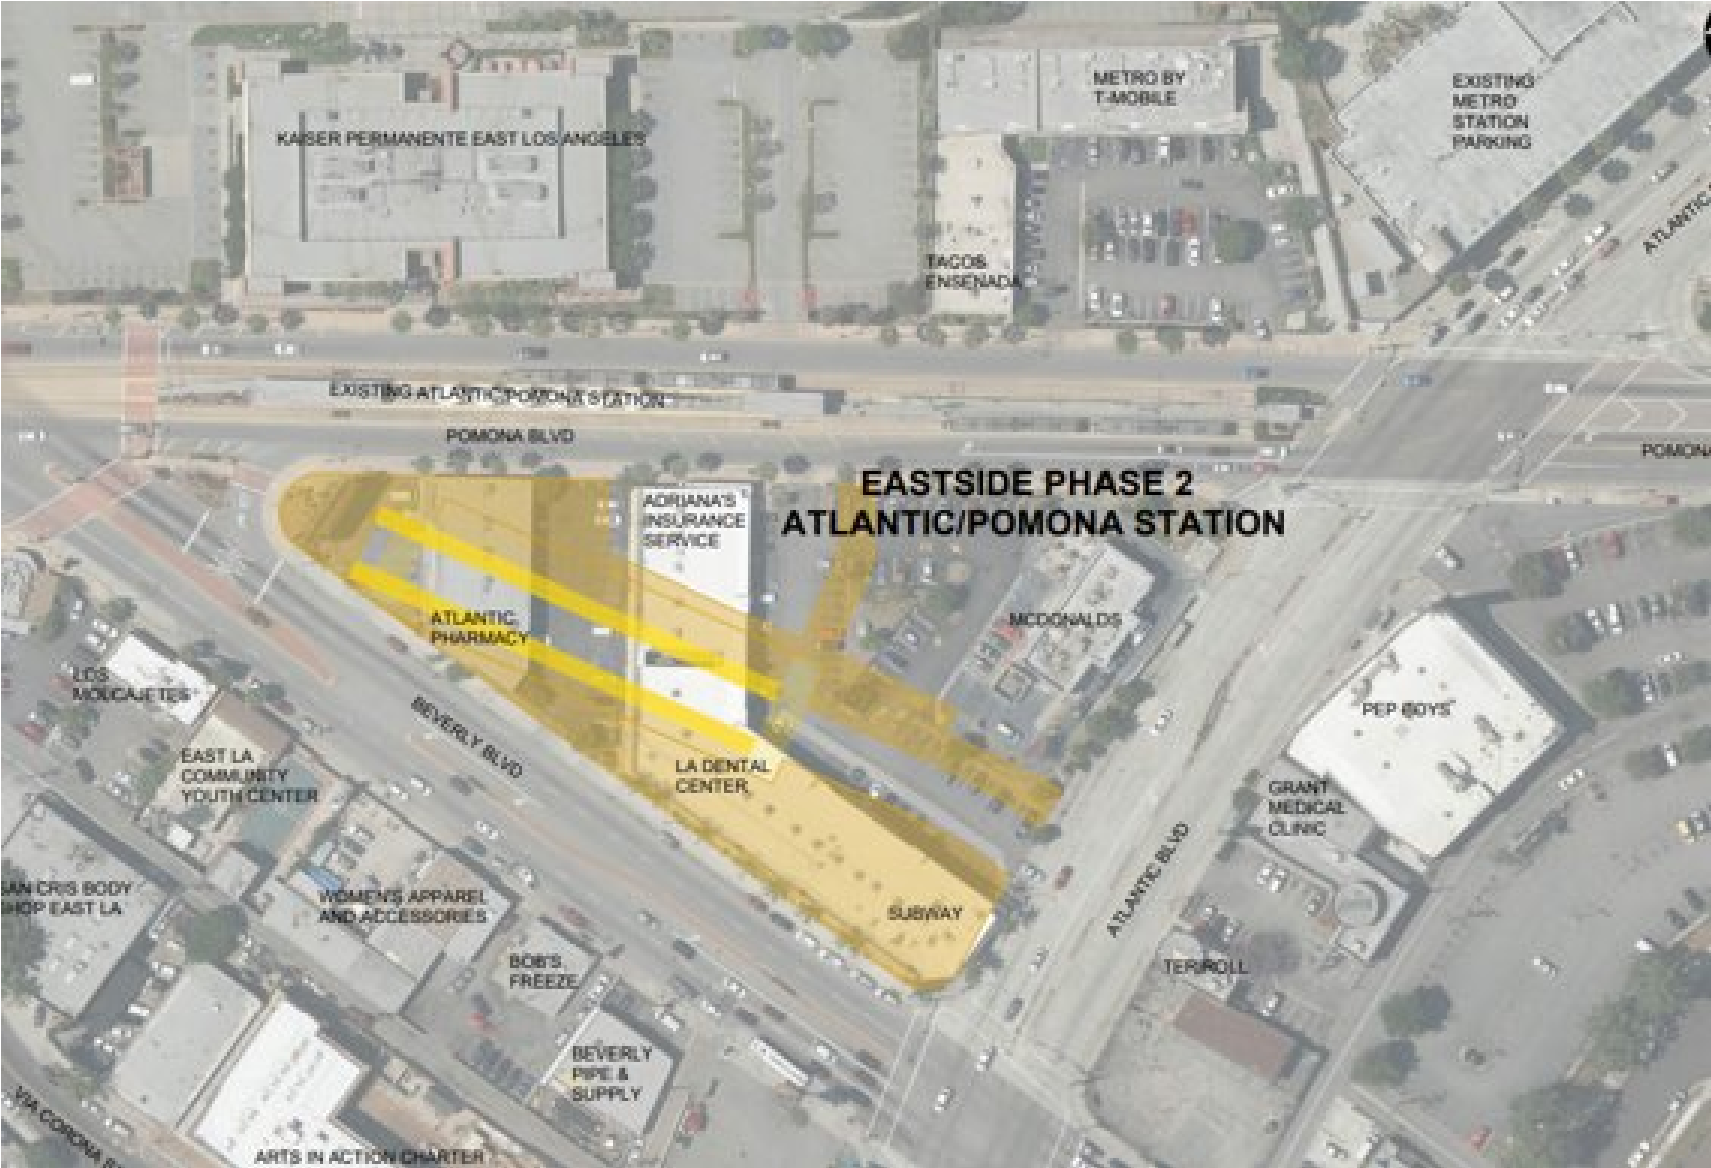 KAISER PERMANENTE EAST LOS ANGELES
METRO BY
T-MOBILE
EXISTING
METRO
STATION
PARKING
TACOS
ENSENADA
EXISTING ATLANTIC/POMONA STATION
POMONA BLVD
POMONA
ATLANTIC
EASTSIDE PHASE 2
ATLANTIC/POMONA STATION
ADRIANA'S
INSURANCE
SERVICE
ATLANTIC
PHARMACY
MCDONALDS
LOS
MOLCAJETES
BEVERLY BLVD
PEP BOYS
EAST LA
COMMUNITY
YOUTH CENTER
LA DENTAL
CENTER
GRANT
MEDICAL
CLINIC
ATLANTIC BLVD
SAN CRIS BODY
SHOP EAST LA
WOMEN'S APPAREL
AND ACCESSORIES
SUBWAY
BOB'S
FREEZE
TERIROLL
BEVERLY
PIPE &
SUPPLY
VIA CORONA
ARTS IN ACTION CHARTER